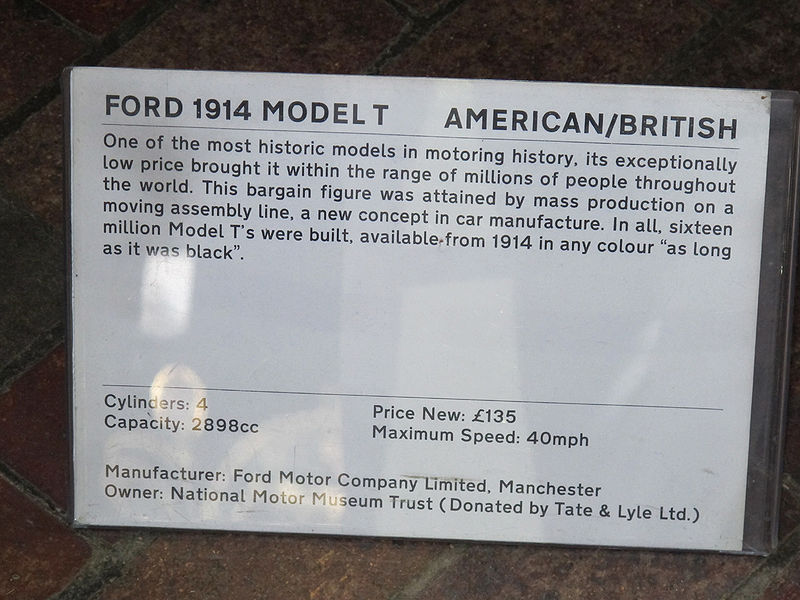 FORD 1914 MODEL T AMERICAN/BRITISH
One of the most historic models in motoring history, its exceptionally
low price brought it within the range of millions of people throughout
the world. This bargain figure was attained by mass production on a
moving assembly line, a new concept in car manufacture. In all, sixteen
million Model T's were built, available from 1914 in any colour “as long
as it was black”.
Cylinders: 4
Capacity: 2898cc
Price New: £135
Maximum Speed: 40mph
Manufacturer: Ford Motor Company Limited, Manchester
Owner: National Motor Museum Trust (Donated by Tate & Lyle Ltd.)